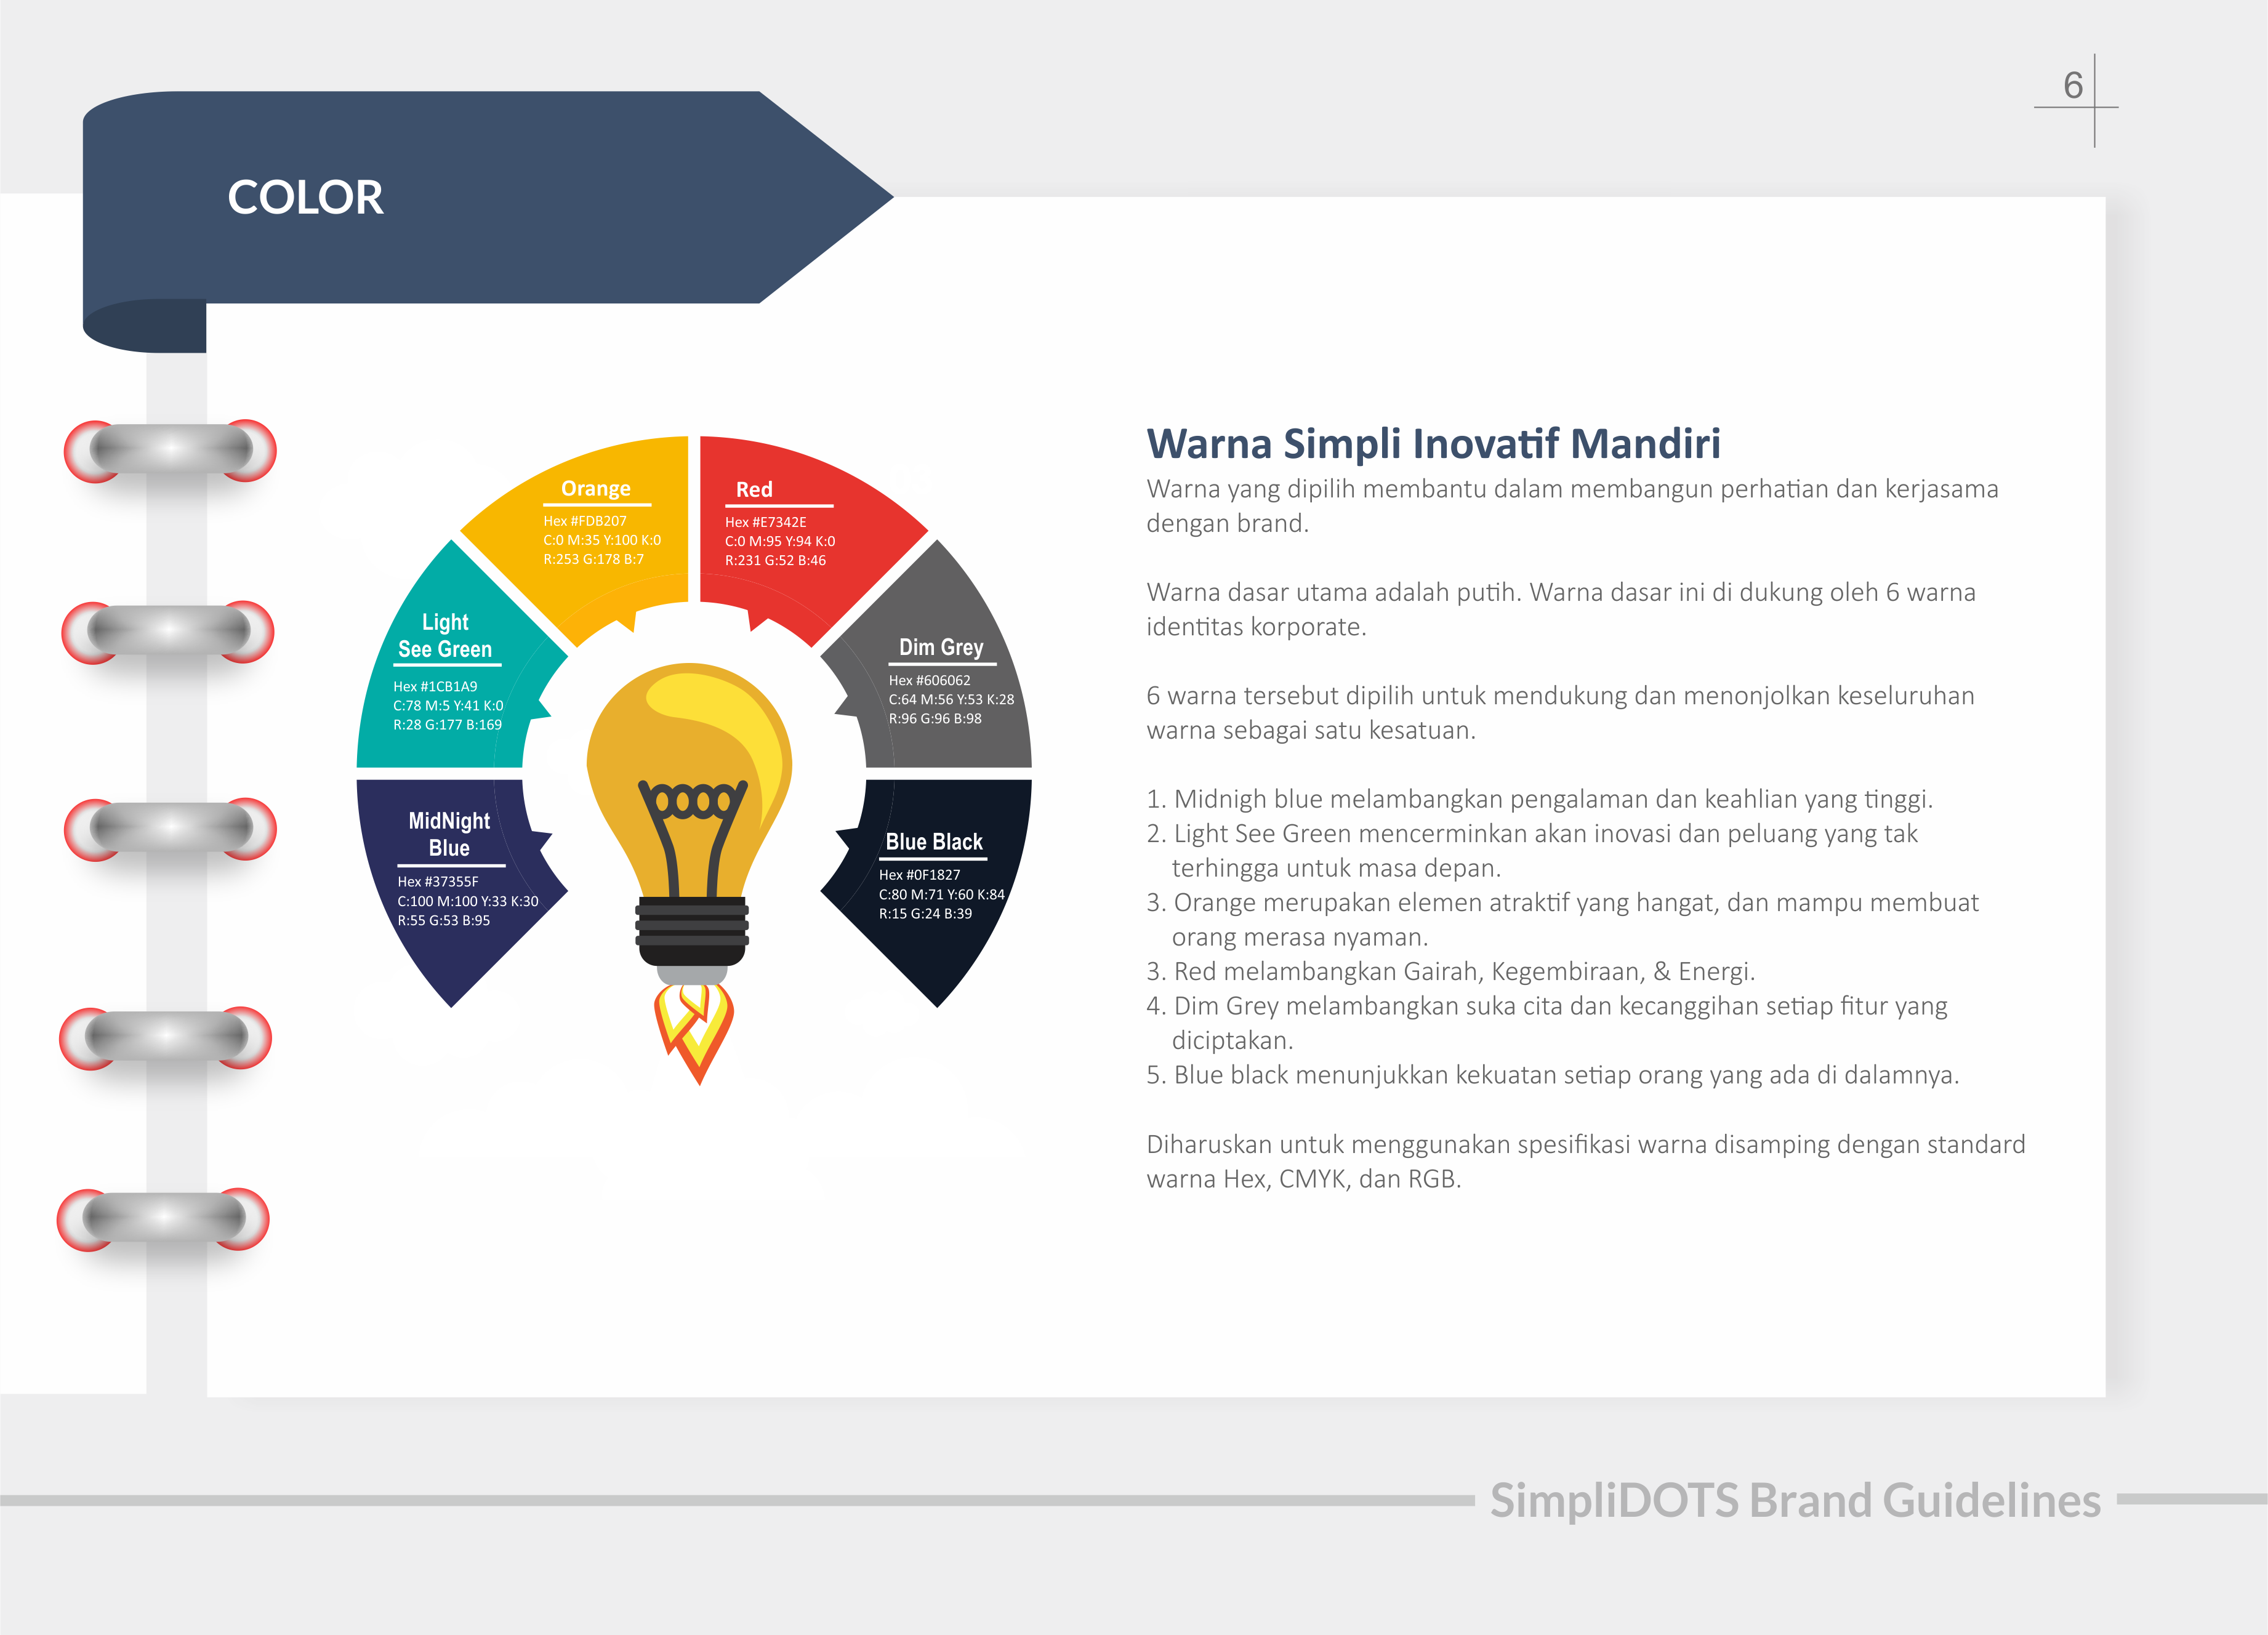 6
COLOR
Orange
Hex #FDB207
C:0 M:35 Y:100 K:0
R:253 G:178 B:7
Red
Hex #E7342E
C:0 M:95 Y:94 K:0
R:231 G:52 B:46
Light
See Green
Hex #1CB1A9
C:78 M:5 Y:41 K:0
R:28 G:177 B:169
Dim Grey
Hex #606062
C:64 M:56 Y:53 K:28
R:96 G:96 B:98
MidNight
Blue
Hex #37355F
C:100 M:100 Y:33 K:30
R:55 G:53 B:95
Blue Black
Hex #0F1827
C:80 M:71 Y:60 K:84
R:15 G:24 B:39
Warna Simpli Inovatif Mandiri
Warna yang dipilih membantu dalam membangun perhatian dan kerjasama
dengan brand.
Warna dasar utama adalah putih. Warna dasar ini di dukung oleh 6 warna
identitas korporate.
6 warna tersebut dipilih untuk mendukung dan menonjolkan keseluruhan
warna sebagai satu kesatuan.
1. Midnigh blue melambangkan pengalaman dan keahlian yang tinggi.
2. Light See Green mencerminkan akan inovasi dan peluang yang tak
terhingga untuk masa depan.
3. Orange merupakan elemen atraktif yang hangat, dan mampu membuat
orang merasa nyaman.
3. Red melambangkan Gairah, Kegembiraan, & Energi.
4. Dim Grey melambangkan suka cita dan kecanggihan setiap fitur yang
diciptakan.
5. Blue black menunjukkan kekuatan setiap orang yang ada di dalamnya.
Diharuskan untuk menggunakan spesifikasi warna disamping dengan standard
warna Hex, CMYK, dan RGB.
SimpliDOTS Brand Guidelines